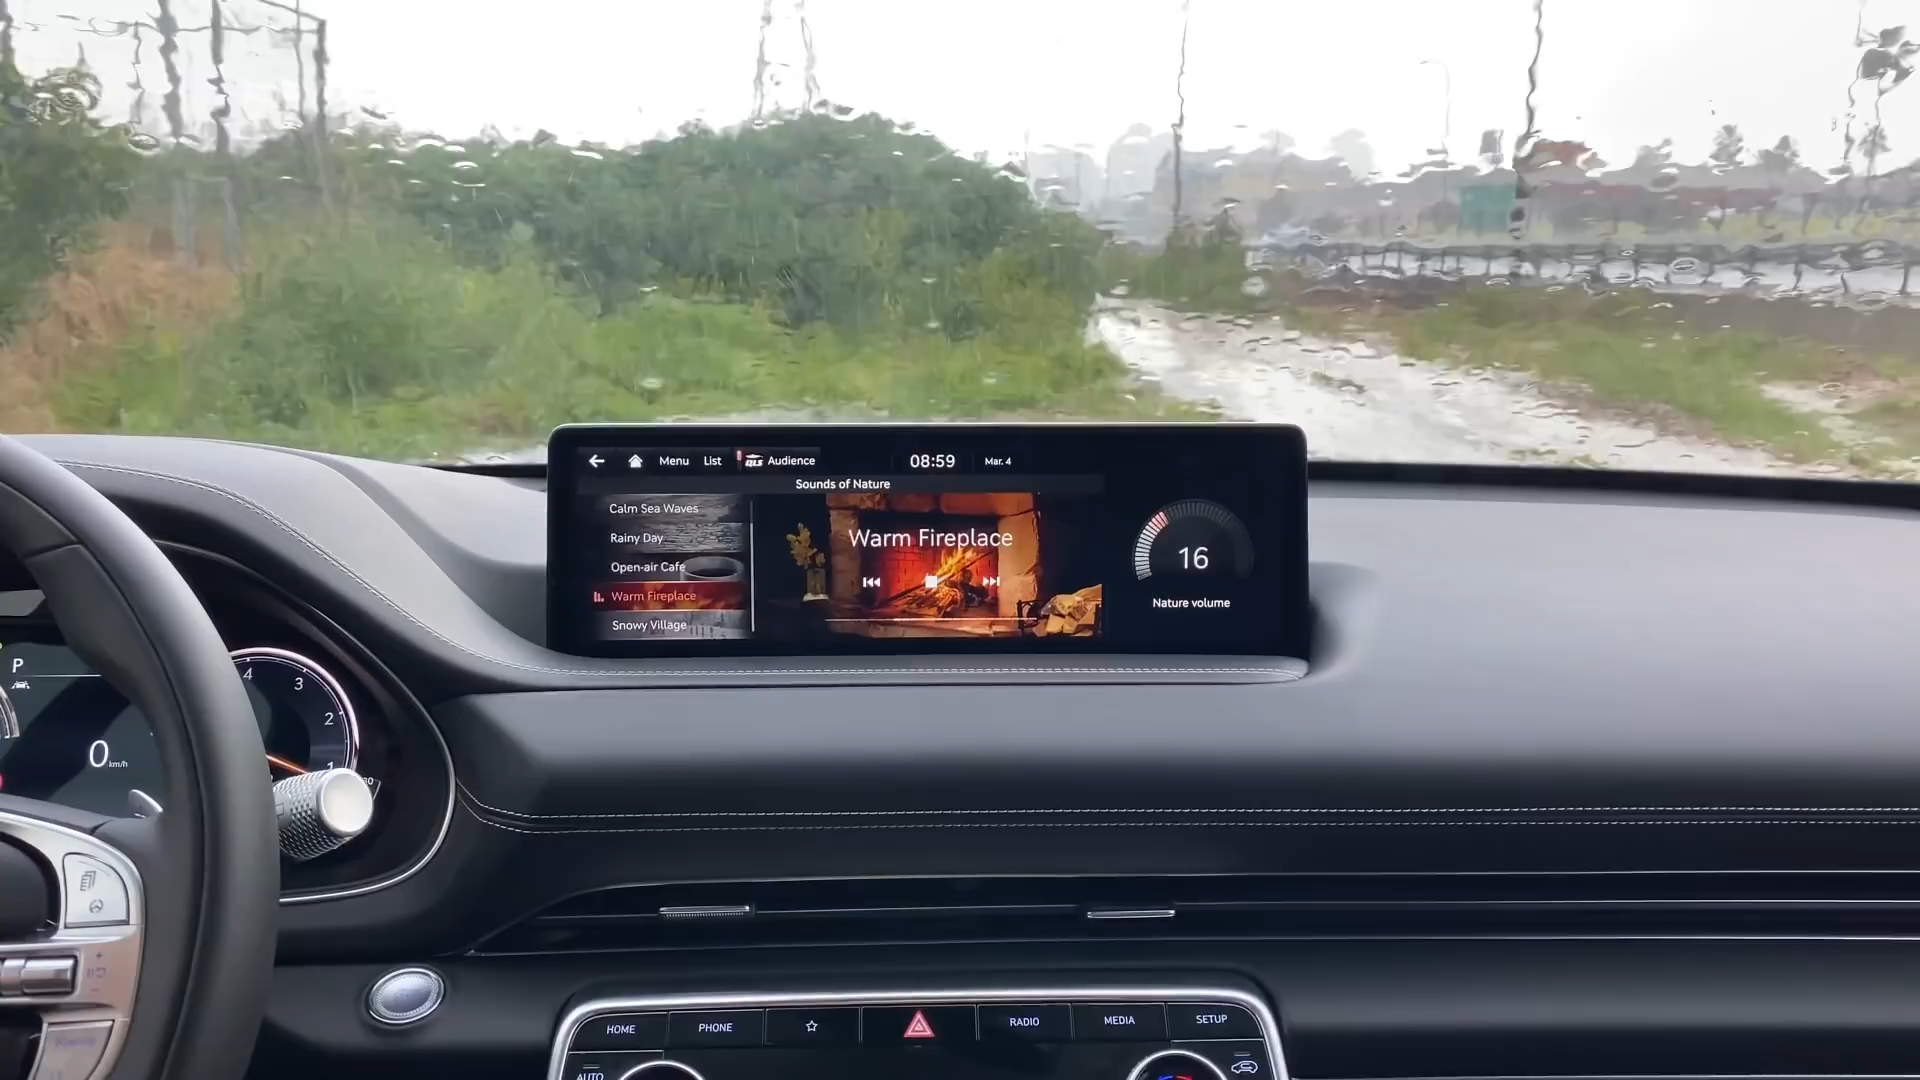 Menu List QLS Audience 08:59 Mar. 4
Sounds of Nature
Calm Sea Waves
Rainy Day
Open-air Cafe
Warm Fireplace
Snowy Village
Warm Fireplace
16
Nature volume
P
0 km/h
4
3
2
1
HOME PHONE RADIO MEDIA SETUP
AUTO